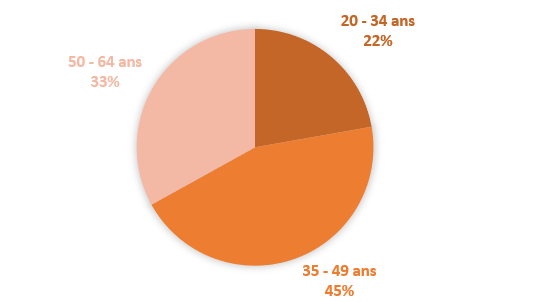 20 - 34 ans
22%
50 - 64 ans
33%
35 - 49 ans
45%